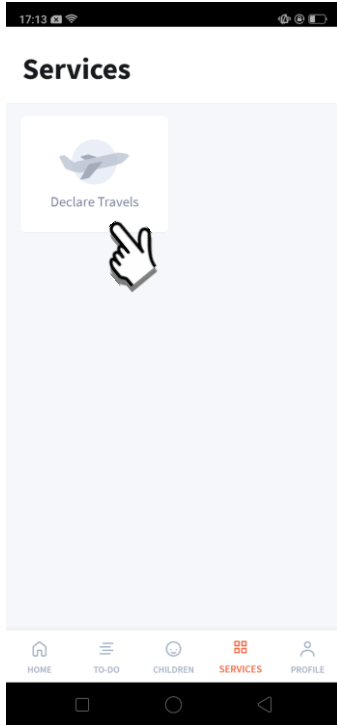 17:13
Services
Declare Travels
HOME TO-DO CHILDREN SERVICES PROFILE